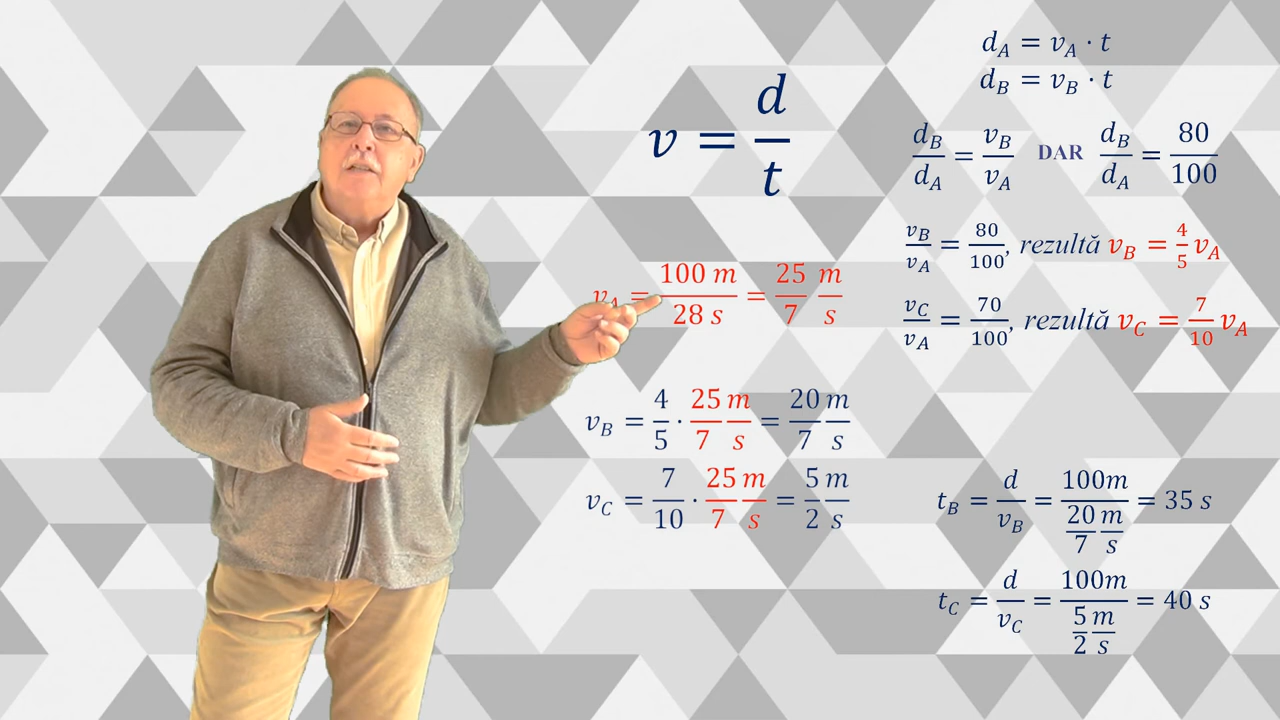 v = d/t
v_A = 100 m / 28 s = 25/7 m/s
v_B = 4/5 · 25/7 m/s = 20/7 m/s
v_C = 7/10 · 25/7 m/s = 5/2 m/s
d_A = v_A · t
d_B = v_B · t
d_B/d_A = v_B/v_A DAR d_B/d_A = 80/100
v_B/v_A = 80/100, rezultă v_B = 4/5 v_A
v_C/v_A = 70/100, rezultă v_C = 7/10 v_A
t_B = d/v_B = 100m / (20/7 m/s) = 35 s
t_C = d/v_C = 100m / (5/2 m/s) = 40 s